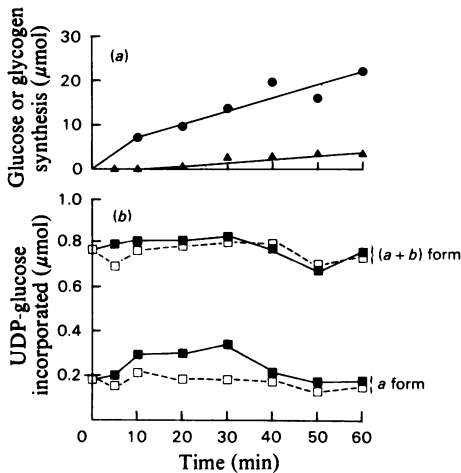 Glucose or glycogen
synthesis (μmol)
30
20
10
0
(a)
UDP-glucose
incorporated (μmol)
1.0
0.8
0.6
0.4
0.2
(b)
(a + b) form
a form
0
10
20
30
40
50
60
Time (min)